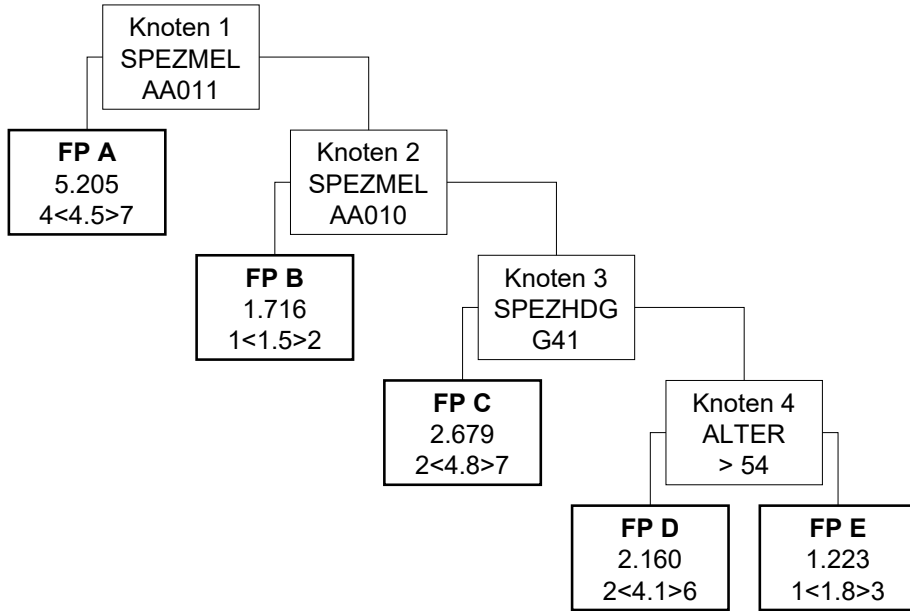 Knoten 1
SPEZMEL
AA011
FP A
5.205
4<4.5>7
Knoten 2
SPEZMEL
AA010
FP B
1.716
1<1.5>2
Knoten 3
SPEZHDG
G41
FP C
2.679
2<4.8>7
Knoten 4
ALTER
> 54
FP D
2.160
2<4.1>6
FP E
1.223
1<1.8>3